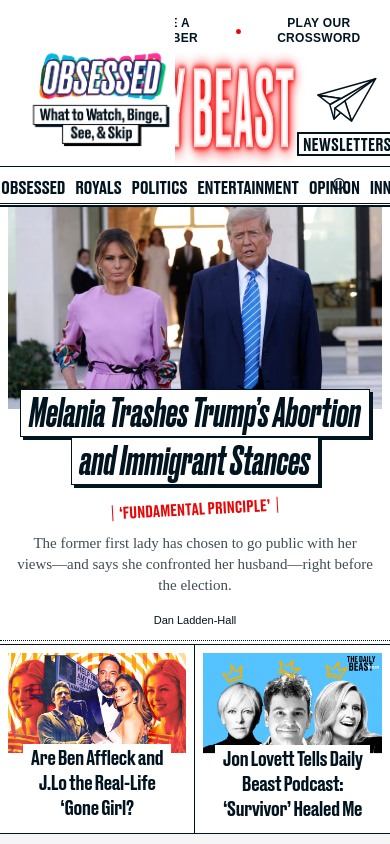 E A
BER
PLAY OUR
CROSSWORD
OBSESSED
What to Watch, Binge,
See, & Skip
Y BEAST
NEWSLETTERS
OBSESSED ROYALS POLITICS ENTERTAINMENT OPINION INN
Melania Trashes Trump's Abortion
and Immigrant Stances
'FUNDAMENTAL PRINCIPLE'
The former first lady has chosen to go public with her
views—and says she confronted her husband—right before
the election.
Dan Ladden-Hall
Are Ben Affleck and
J.Lo the Real-Life
'Gone Girl?
THE DAILY
BEAST
Jon Lovett Tells Daily
Beast Podcast:
'Survivor' Healed Me